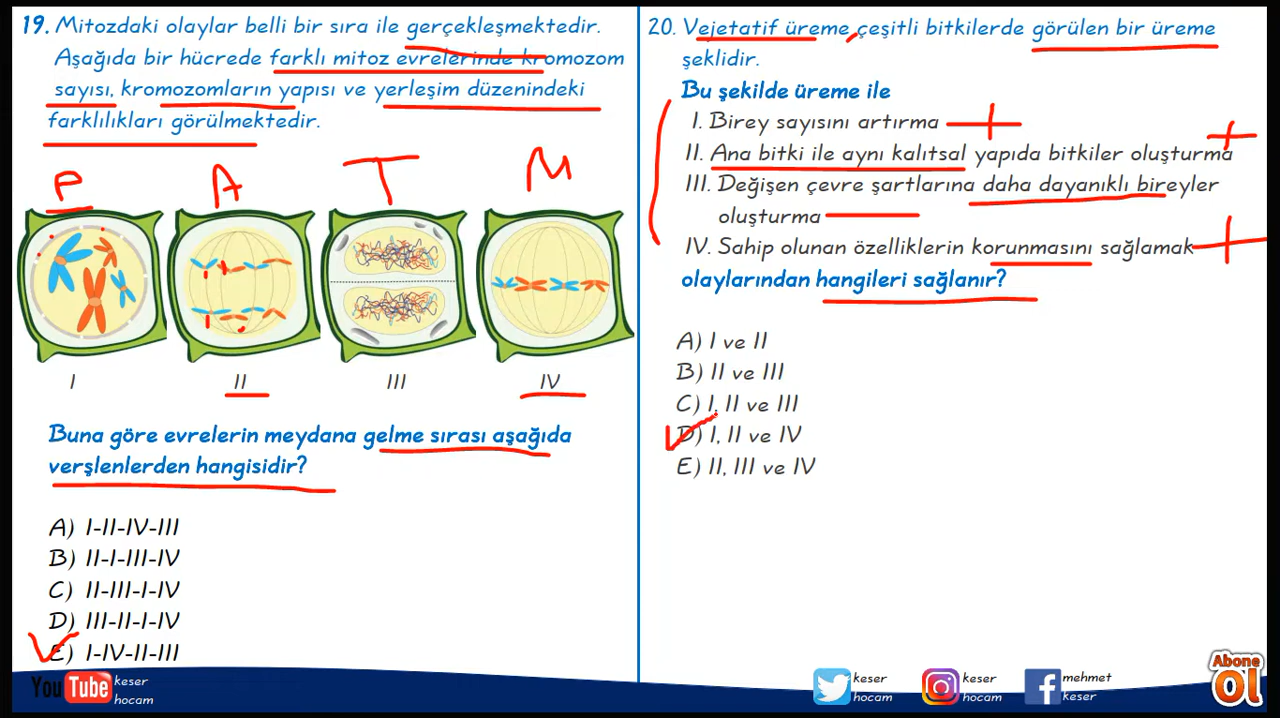 19. Mitozdaki olaylar belli bir sıra ile gerçekleşmektedir.
Aşağıda bir hücrede farklı mitoz evrelerinde kromozom
sayısı, kromozomların yapısı ve yerleşim düzenindeki
farklılıkları görülmektedir.
P A T M
I II III IV
Buna göre evrelerin meydana gelme sırası aşağıda
verşlenlerden hangisidir?
A) I-II-IV-III
B) II-I-III-IV
C) II-III-I-IV
D) III-II-I-IV
E) I-IV-II-III
20. Vejetatif üreme, çeşitli bitkilerde görülen bir üreme
şeklidir.
Bu şekilde üreme ile
I. Birey sayısını artırma
II. Ana bitki ile aynı kalıtsal yapıda bitkiler oluşturma
III. Değişen çevre şartlarına daha dayanıklı bireyler
oluşturma
IV. Sahip olunan özelliklerin korunmasını sağlamak
olaylarından hangileri sağlanır?
A) I ve II
B) II ve III
C) I, II ve III
D) I, II ve IV
E) II, III ve IV
YouTube keser
hocam
keser
hocam
keser
hocam
mehmet
keser
Abone
Ol